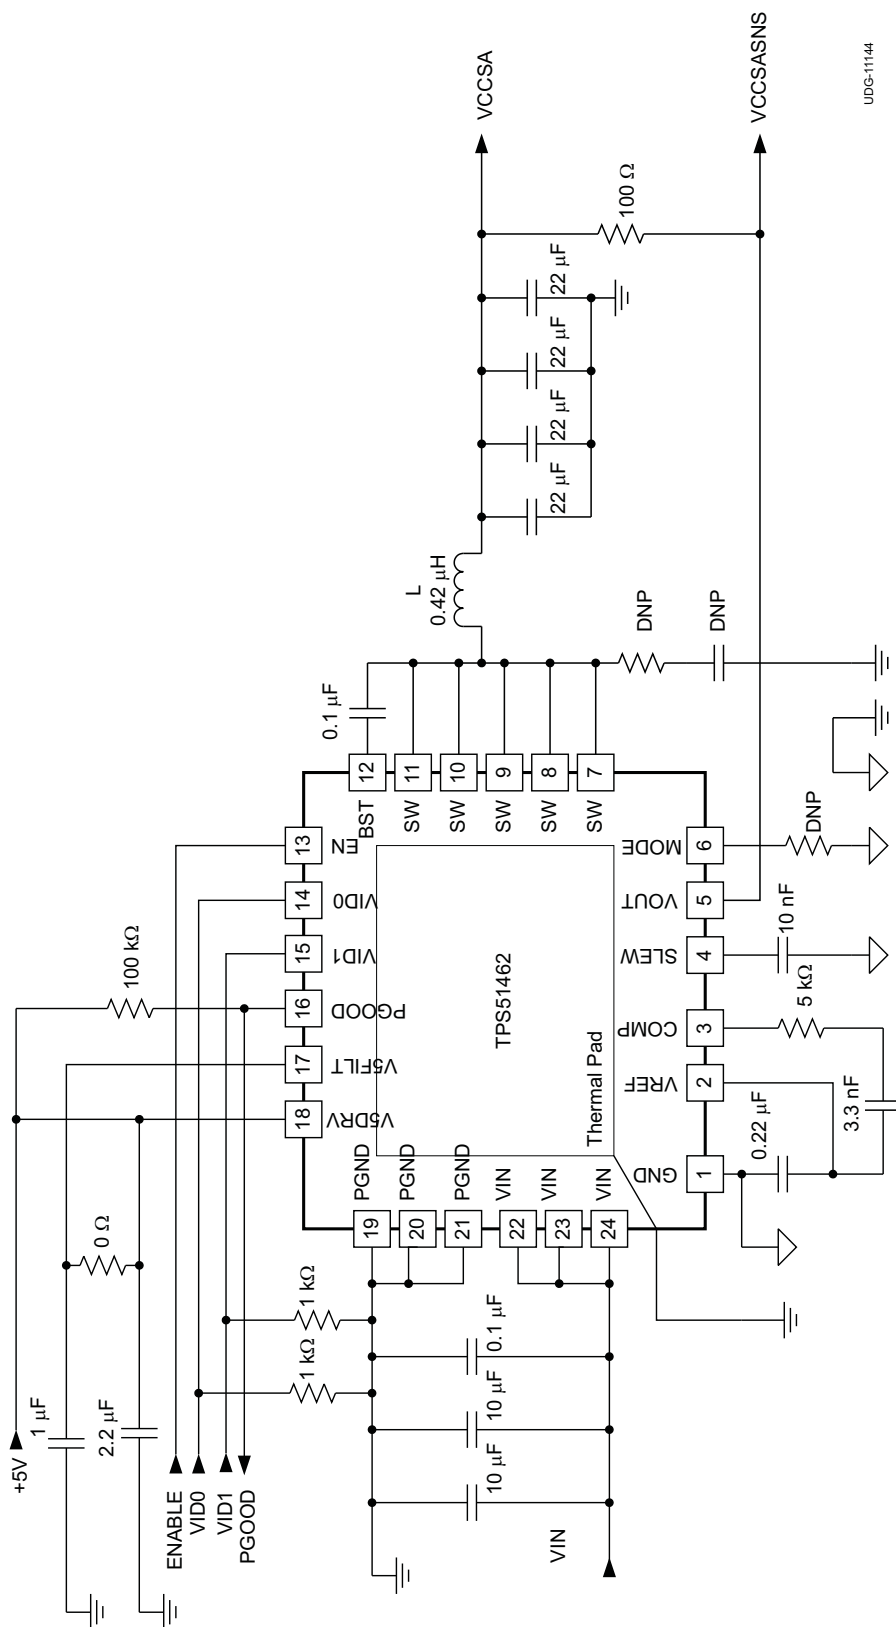 +5V
1 µF
2.2 µF
0 Ω
100 kΩ
ENABLE
VID0
VID1
PGOOD
1 kΩ
1 kΩ
10 µF
10 µF
0.1 µF
VIN
18
17
16
15
14
13
V5DRV
V5FILT
PGOOD
VID1
VID0
EN
19
20
21
22
23
24
PGND
PGND
PGND
VIN
VIN
VIN
TPS51462
Thermal Pad
BST
SW
SW
SW
SW
SW
12
11
10
9
8
7
GND
VREF
COMP
SLEW
VOUT
MODE
1
2
3
4
5
6
0.22 µF
3.3 nF
5 kΩ
10 nF
DNP
0.1 µF
DNP
DNP
L
0.42 µH
22 µF
22 µF
22 µF
22 µF
100 Ω
VCCSA
VCCSASNS
UDG-11144